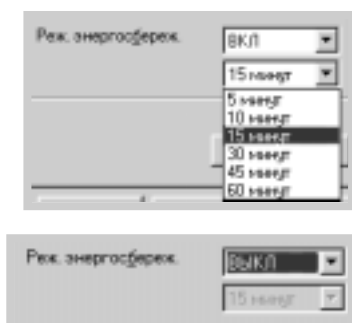 Реж. энергосбереж.
ВКЛ
15 минут
5 минут
10 минут
15 минут
30 минут
45 минут
60 минут
Реж. энергосбереж.
ВЫКЛ
15 минут